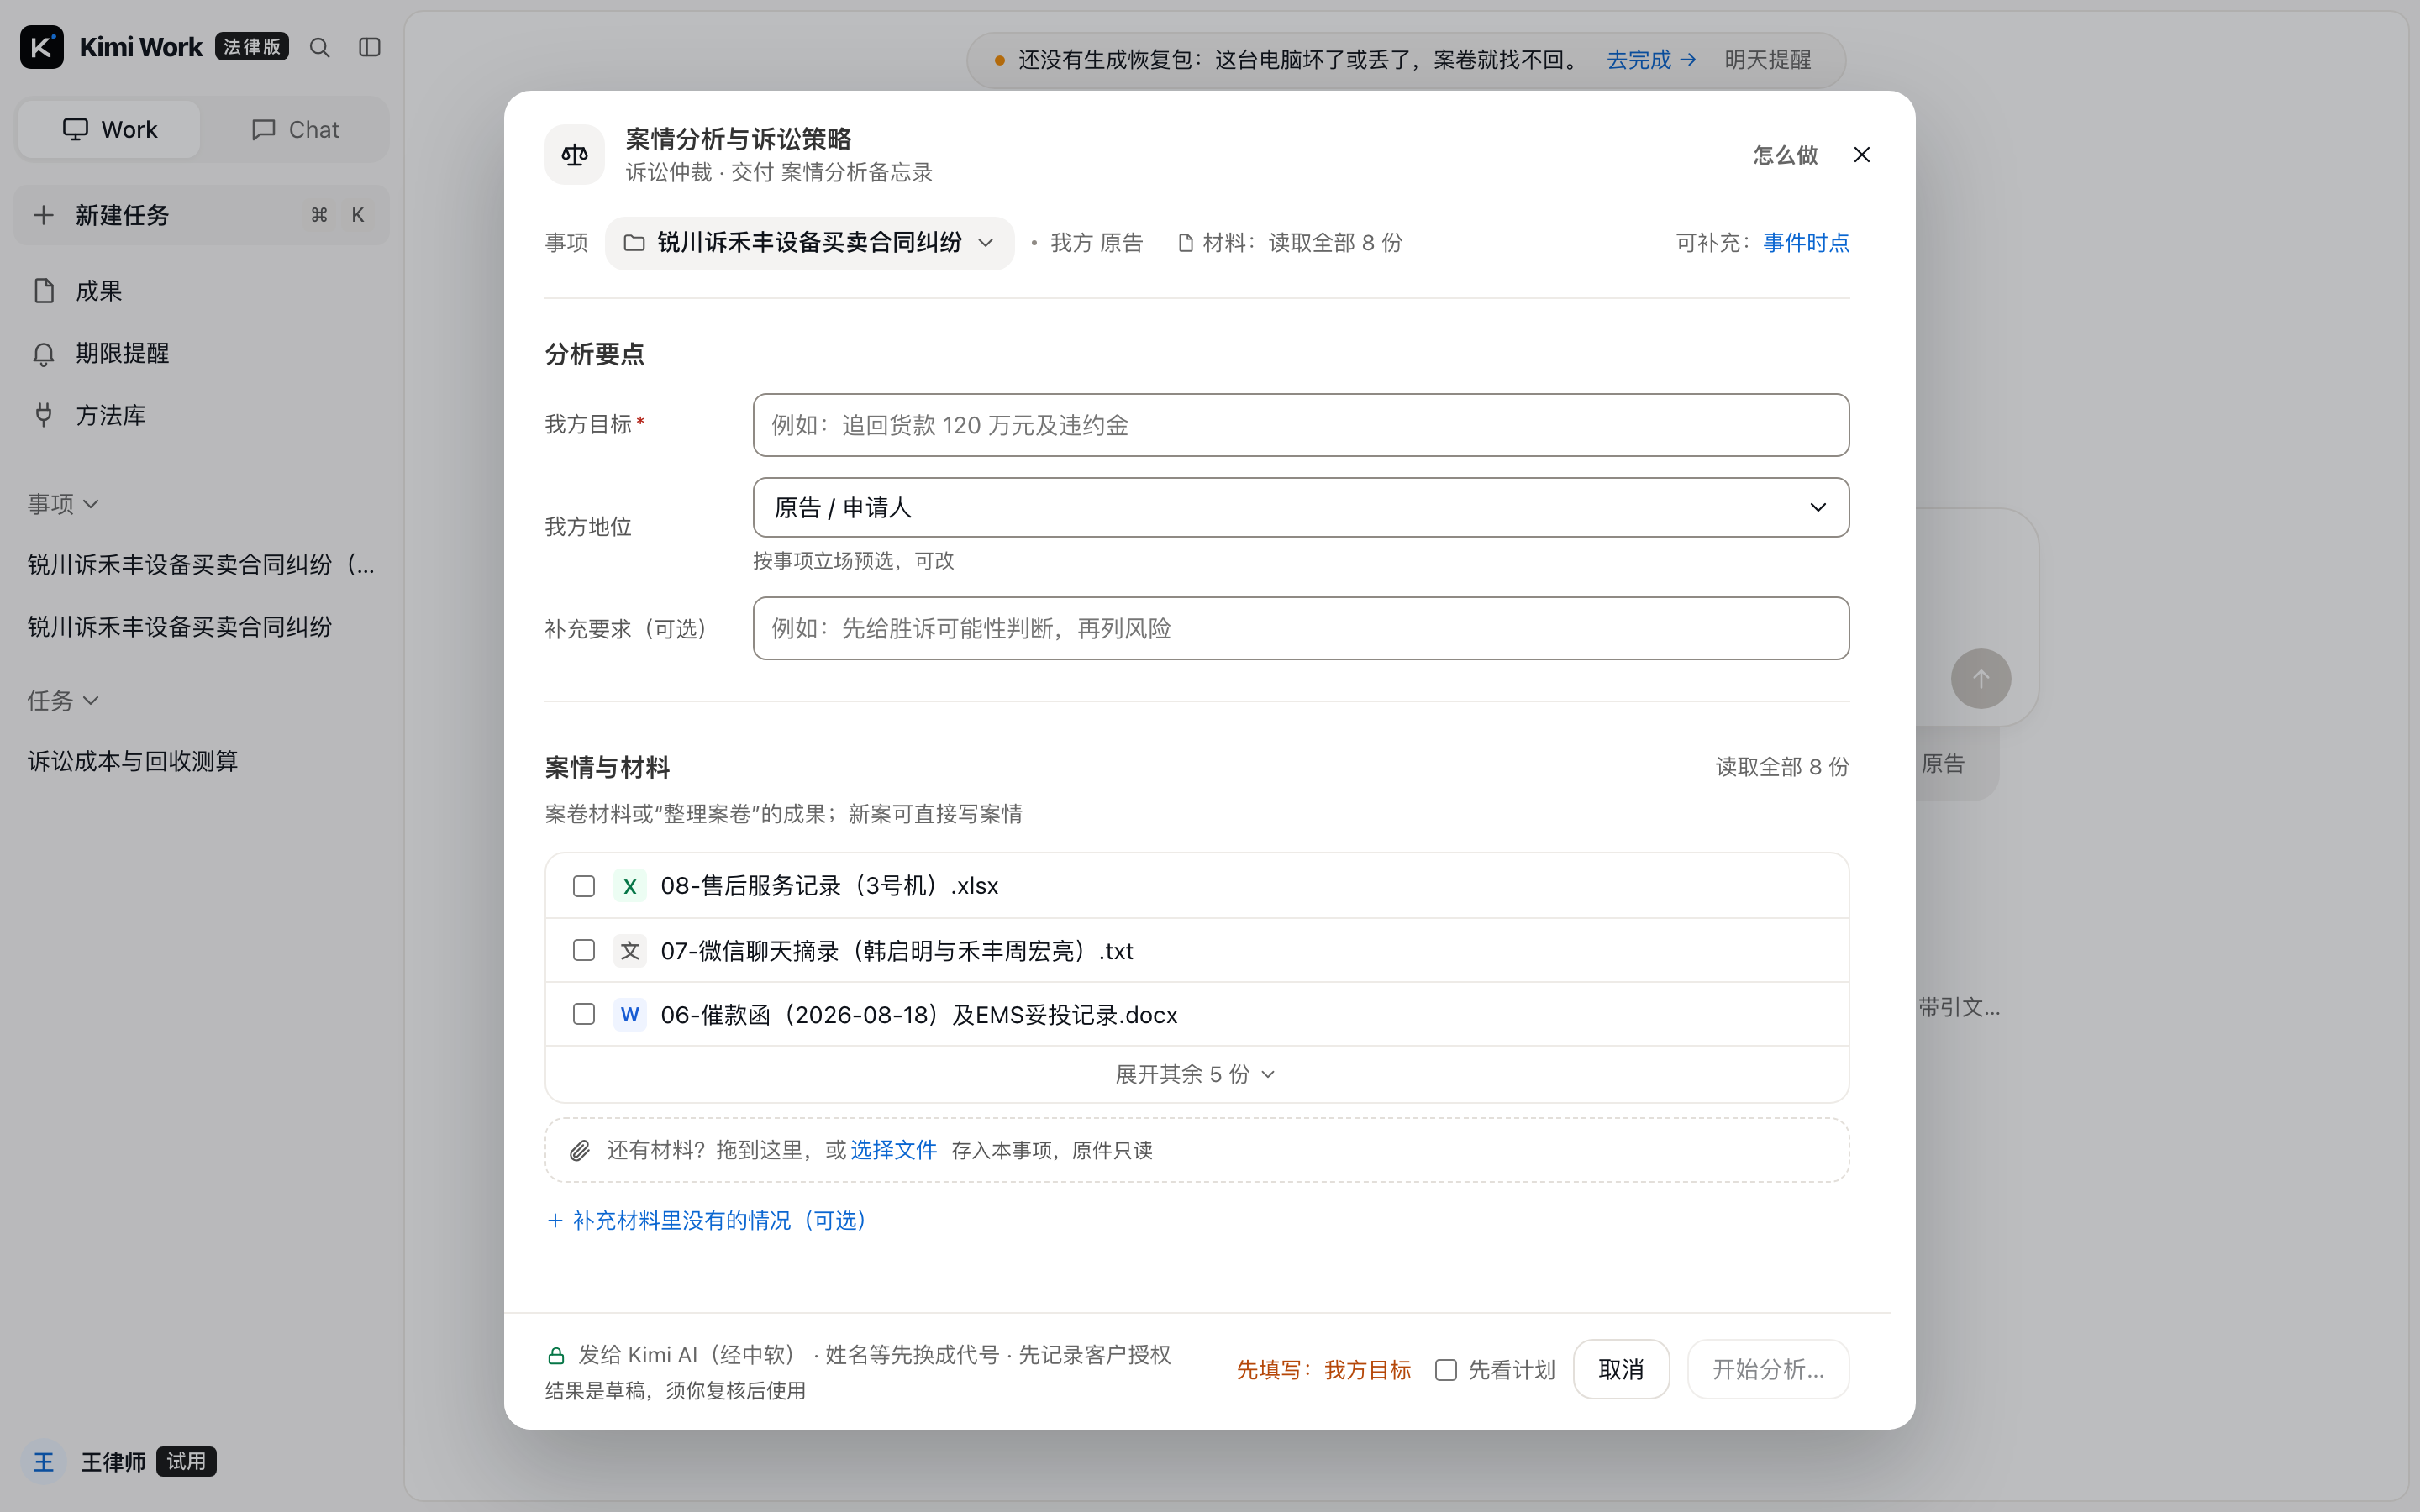 Kimi Work 法律版
Work
Chat
新建任务 ⌘ K
成果
期限提醒
方法库
事项
锐川诉禾丰设备买卖合同纠纷（...
锐川诉禾丰设备买卖合同纠纷
任务
诉讼成本与回收测算
王 王律师 试用
还没有生成恢复包：这台电脑坏了或丢了，案卷就找不回。 去完成 → 明天提醒
案情分析与诉讼策略
诉讼仲裁 · 交付 案情分析备忘录
怎么做
事项 锐川诉禾丰设备买卖合同纠纷 • 我方 原告 材料：读取全部 8 份 可补充：事件时点
分析要点
我方目标* 例如：追回货款 120 万元及违约金
我方地位 原告 / 申请人
按事项立场预选，可改
补充要求（可选） 例如：先给胜诉可能性判断，再列风险
案情与材料 读取全部 8 份
案卷材料或“整理案卷”的成果；新案可直接写案情
X 08-售后服务记录（3号机）.xlsx
文 07-微信聊天摘录（韩启明与禾丰周宏亮）.txt
W 06-催款函（2026-08-18）及EMS妥投记录.docx
展开其余 5 份
还有材料？拖到这里，或选择文件 存入本事项，原件只读
+ 补充材料里没有的情况（可选）
发给 Kimi AI（经中软） · 姓名等先换成代号 · 先记录客户授权
结果是草稿，须你复核后使用
先填写：我方目标 先看计划 取消 开始分析...
原告
带引文...